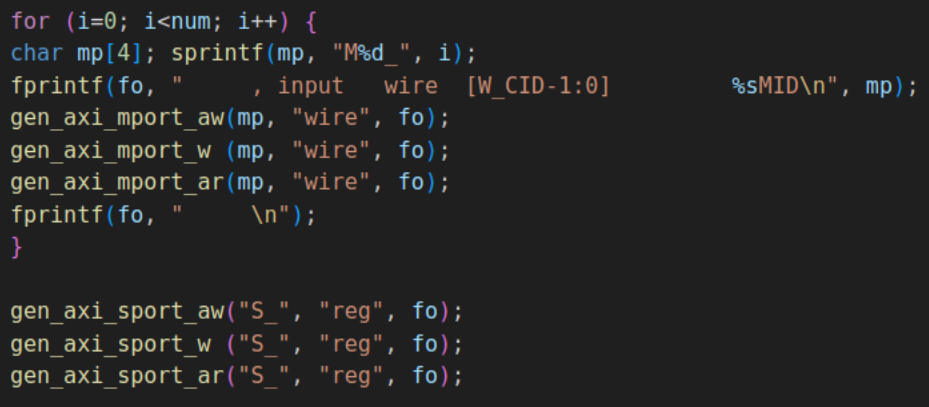 for (i=0; i<num; i++) {
char mp[4]; sprintf(mp, "M%d_", i);
fprintf(fo, "     , input   wire  [W_CID-1:0]         %sMID\n", mp);
gen_axi_mport_aw(mp, "wire", fo);
gen_axi_mport_w (mp, "wire", fo);
gen_axi_mport_ar(mp, "wire", fo);
fprintf(fo, "     \n");
}

gen_axi_sport_aw("S_", "reg", fo);
gen_axi_sport_w ("S_", "reg", fo);
gen_axi_sport_ar("S_", "reg", fo);